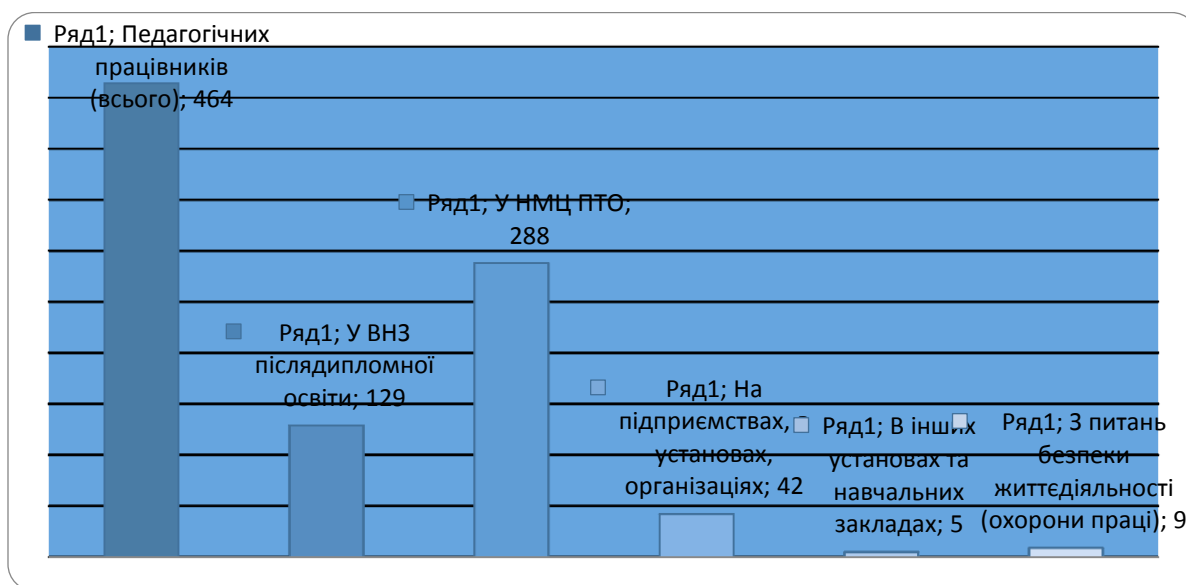 Ряд1; Педагогічних
працівників
(всього); 464
Ряд1; У ВНЗ
післядипломної
освіти; 129
Ряд1; У НМЦ ПТО;
288
Ряд1; На
підприємствах,
установах,
організаціях; 42
Ряд1; В інших
установах та
навчальних
закладах; 5
Ряд1; З питань
безпеки
життєдіяльності
(охорони праці); 9